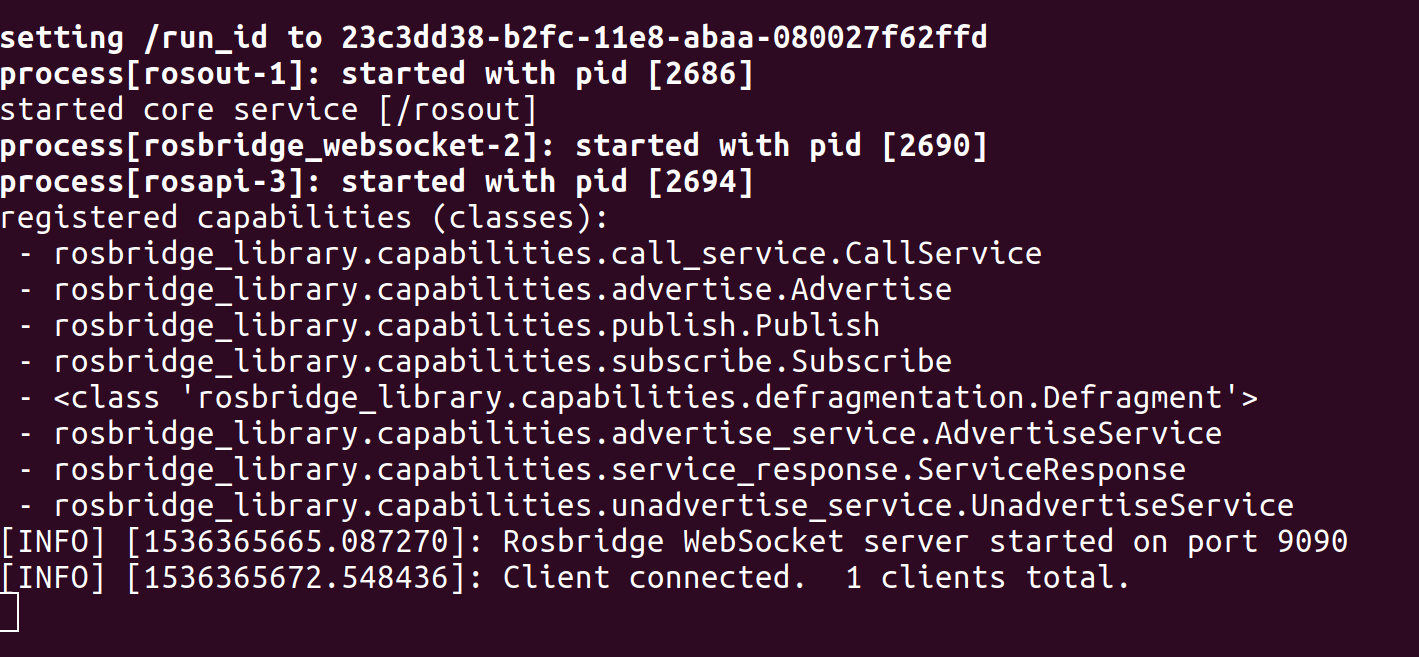 setting /run_id to 23c3dd38-b2fc-11e8-abaa-080027f62ffd
process[rosout-1]: started with pid [2686]
started core service [/rosout]
process[rosbridge_websocket-2]: started with pid [2690]
process[rosapi-3]: started with pid [2694]
registered capabilities (classes):
 - rosbridge_library.capabilities.call_service.CallService
 - rosbridge_library.capabilities.advertise.Advertise
 - rosbridge_library.capabilities.publish.Publish
 - rosbridge_library.capabilities.subscribe.Subscribe
 - <class 'rosbridge_library.capabilities.defragmentation.Defragment'>
 - rosbridge_library.capabilities.advertise_service.AdvertiseService
 - rosbridge_library.capabilities.service_response.ServiceResponse
 - rosbridge_library.capabilities.unadvertise_service.UnadvertiseService
[INFO] [1536365665.087270]: Rosbridge WebSocket server started on port 9090
[INFO] [1536365672.548436]: Client connected.  1 clients total.